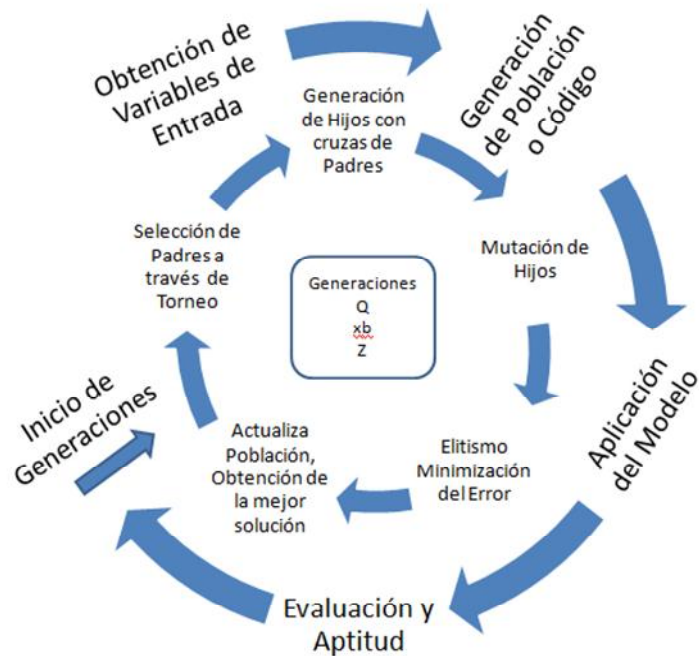 Obtención de
Variables de
Entrada
Generación
de Población
o Código
Aplicación
del Modelo
Evaluación y
Aptitud
Inicio de
Generaciones
Selección de
Padres a
través de
Torneo
Generación
de Hijos con
cruzas de
Padres
Mutación de
Hijos
Elitismo
Minimización
del Error
Actualiza
Población,
Obtención de
la mejor
solución
Generaciones
Q
xb
Z